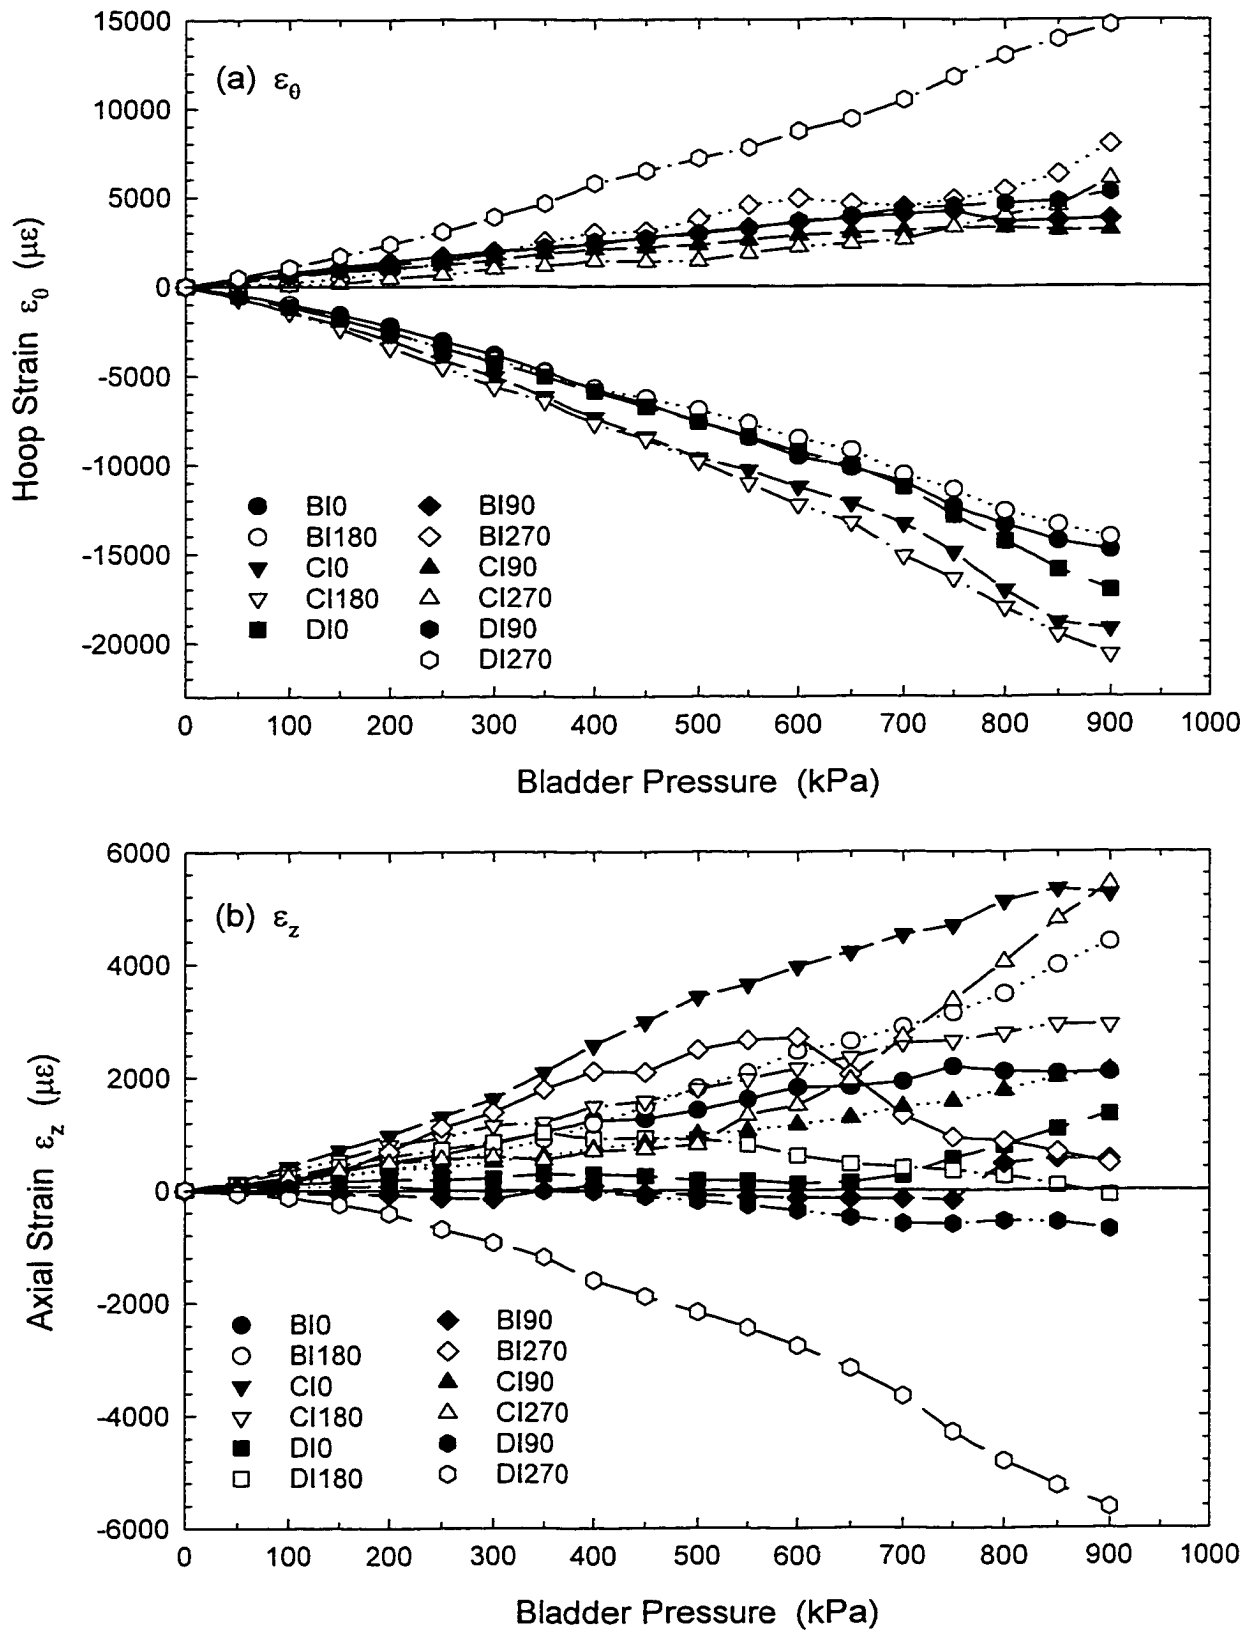 15000
(a) εθ
10000
5000
0
-5000
-10000
-15000
-20000
Hoop Strain εθ (με)
BI0
BI180
CI0
CI180
DI0
BI90
BI270
CI90
CI270
DI90
DI270
0 100 200 300 400 500 600 700 800 900 1000
Bladder Pressure (kPa)
6000
(b) εz
4000
2000
0
-2000
-4000
-6000
Axial Strain εz (με)
BI0
BI180
CI0
CI180
DI0
DI180
BI90
BI270
CI90
CI270
DI90
DI270
0 100 200 300 400 500 600 700 800 900 1000
Bladder Pressure (kPa)